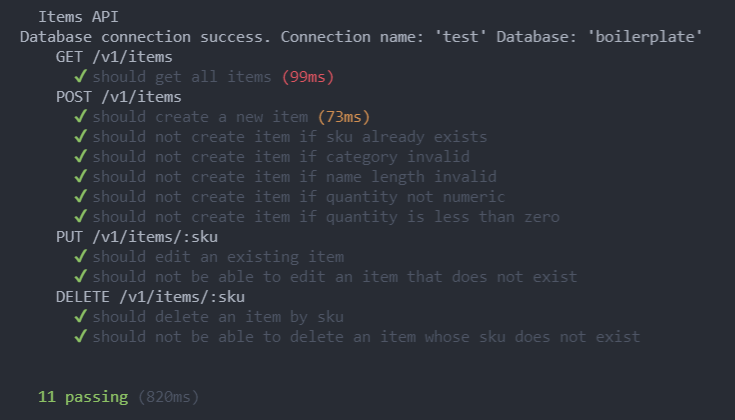 Items API
Database connection success. Connection name: 'test' Database: 'boilerplate'
GET /v1/items
✓ should get all items (99ms)
POST /v1/items
✓ should create a new item (73ms)
✓ should not create item if sku already exists
✓ should not create item if category invalid
✓ should not create item if name length invalid
✓ should not create item if quantity not numeric
✓ should not create item if quantity is less than zero
PUT /v1/items/:sku
✓ should edit an existing item
✓ should not be able to edit an item that does not exist
DELETE /v1/items/:sku
✓ should delete an item by sku
✓ should not be able to delete an item whose sku does not exist
11 passing (820ms)